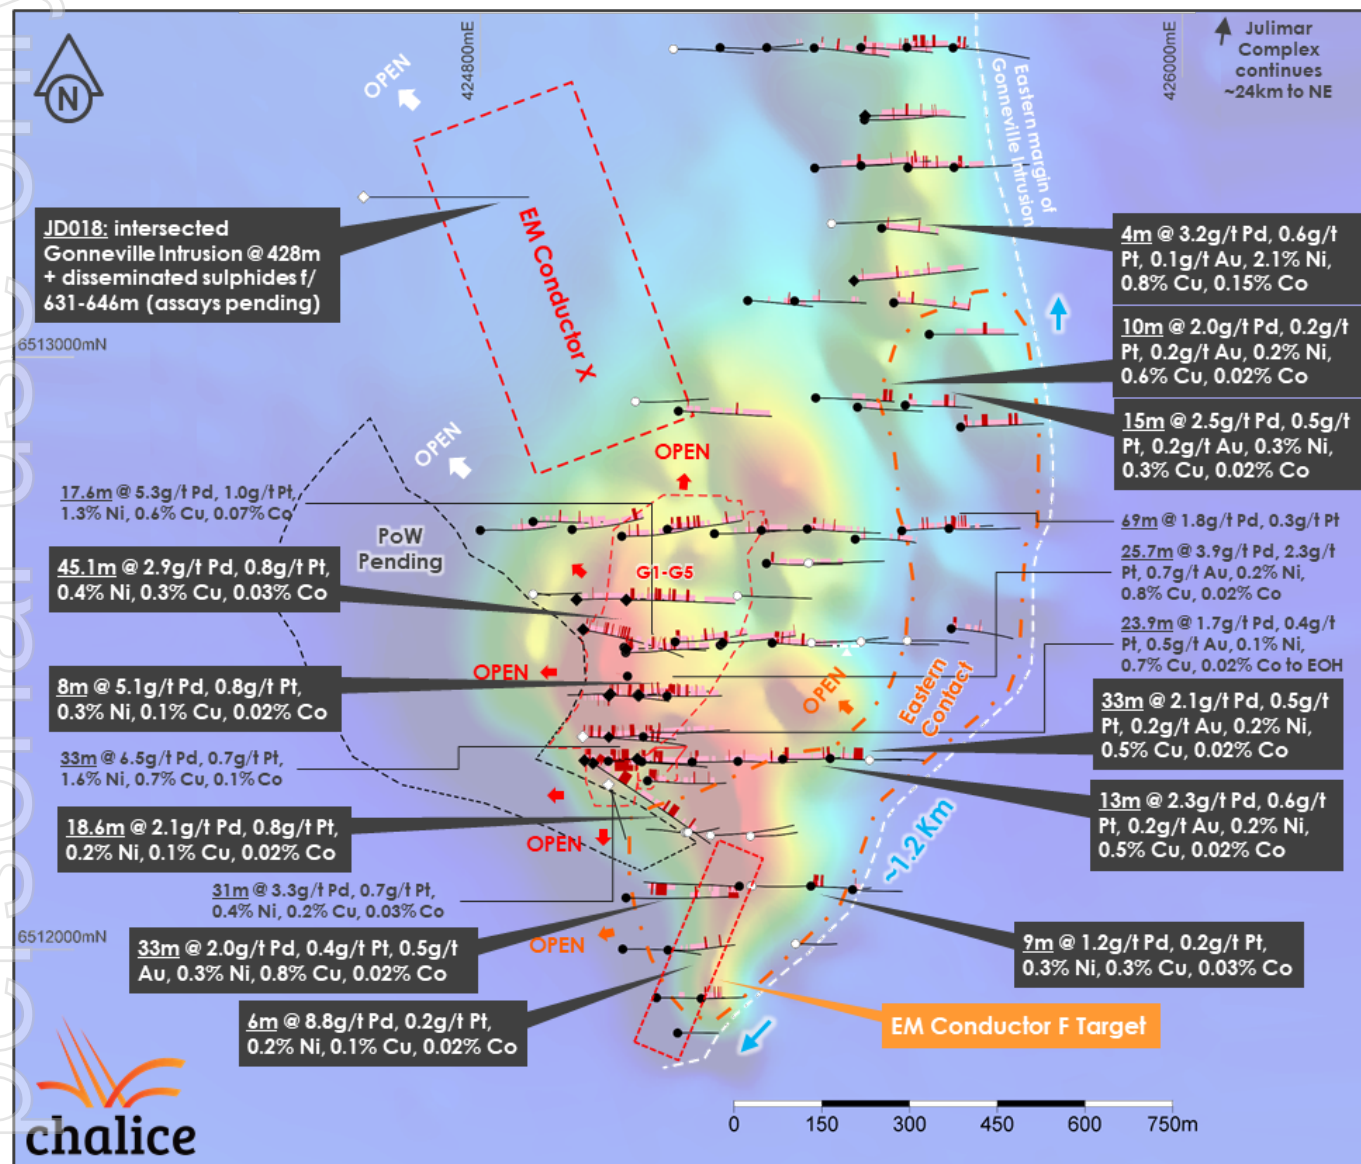 424800mE
426000mE
Julimar
Complex
continues
~24km to NE
N
OPEN
Eastern margin of
Gonneville Intrusion
EM Conductor X
JD018: intersected
Gonneville Intrusion @ 428m
+ disseminated sulphides f/
631-646m (assays pending)
4m @ 3.2g/t Pd, 0.6g/t
Pt, 0.1g/t Au, 2.1% Ni,
0.8% Cu, 0.15% Co
10m @ 2.0g/t Pd, 0.2g/t
Pt, 0.2g/t Au, 0.2% Ni,
0.6% Cu, 0.02% Co
6513000mN
15m @ 2.5g/t Pd, 0.5g/t
Pt, 0.2g/t Au, 0.3% Ni,
0.3% Cu, 0.02% Co
OPEN
OPEN
17.6m @ 5.3g/t Pd, 1.0g/t Pt,
1.3% Ni, 0.6% Cu, 0.07% Co
PoW
Pending
69m @ 1.8g/t Pd, 0.3g/t Pt
45.1m @ 2.9g/t Pd, 0.8g/t Pt,
0.4% Ni, 0.3% Cu, 0.03% Co
G1-G5
25.7m @ 3.9g/t Pd, 2.3g/t
Pt, 0.7g/t Au, 0.2% Ni,
0.8% Cu, 0.02% Co
23.9m @ 1.7g/t Pd, 0.4g/t
Pt, 0.5g/t Au, 0.1% Ni,
0.7% Cu, 0.02% Co to EOH
OPEN
OPEN
Eastern
Contact
8m @ 5.1g/t Pd, 0.8g/t Pt,
0.3% Ni, 0.1% Cu, 0.02% Co
33m @ 2.1g/t Pd, 0.5g/t
Pt, 0.2g/t Au, 0.2% Ni,
0.5% Cu, 0.02% Co
33m @ 6.5g/t Pd, 0.7g/t Pt,
1.6% Ni, 0.7% Cu, 0.1% Co
13m @ 2.3g/t Pd, 0.6g/t
Pt, 0.2g/t Au, 0.2% Ni,
0.5% Cu, 0.02% Co
18.6m @ 2.1g/t Pd, 0.8g/t Pt,
0.2% Ni, 0.1% Cu, 0.02% Co
OPEN
~1.2 Km
31m @ 3.3g/t Pd, 0.7g/t Pt,
0.4% Ni, 0.2% Cu, 0.03% Co
6512000mN
33m @ 2.0g/t Pd, 0.4g/t Pt, 0.5g/t
Au, 0.3% Ni, 0.8% Cu, 0.02% Co
OPEN
9m @ 1.2g/t Pd, 0.2g/t Pt,
0.3% Ni, 0.3% Cu, 0.03% Co
6m @ 8.8g/t Pd, 0.2g/t Pt,
0.2% Ni, 0.1% Cu, 0.02% Co
EM Conductor F Target
chalice
0 150 300 450 600 750m